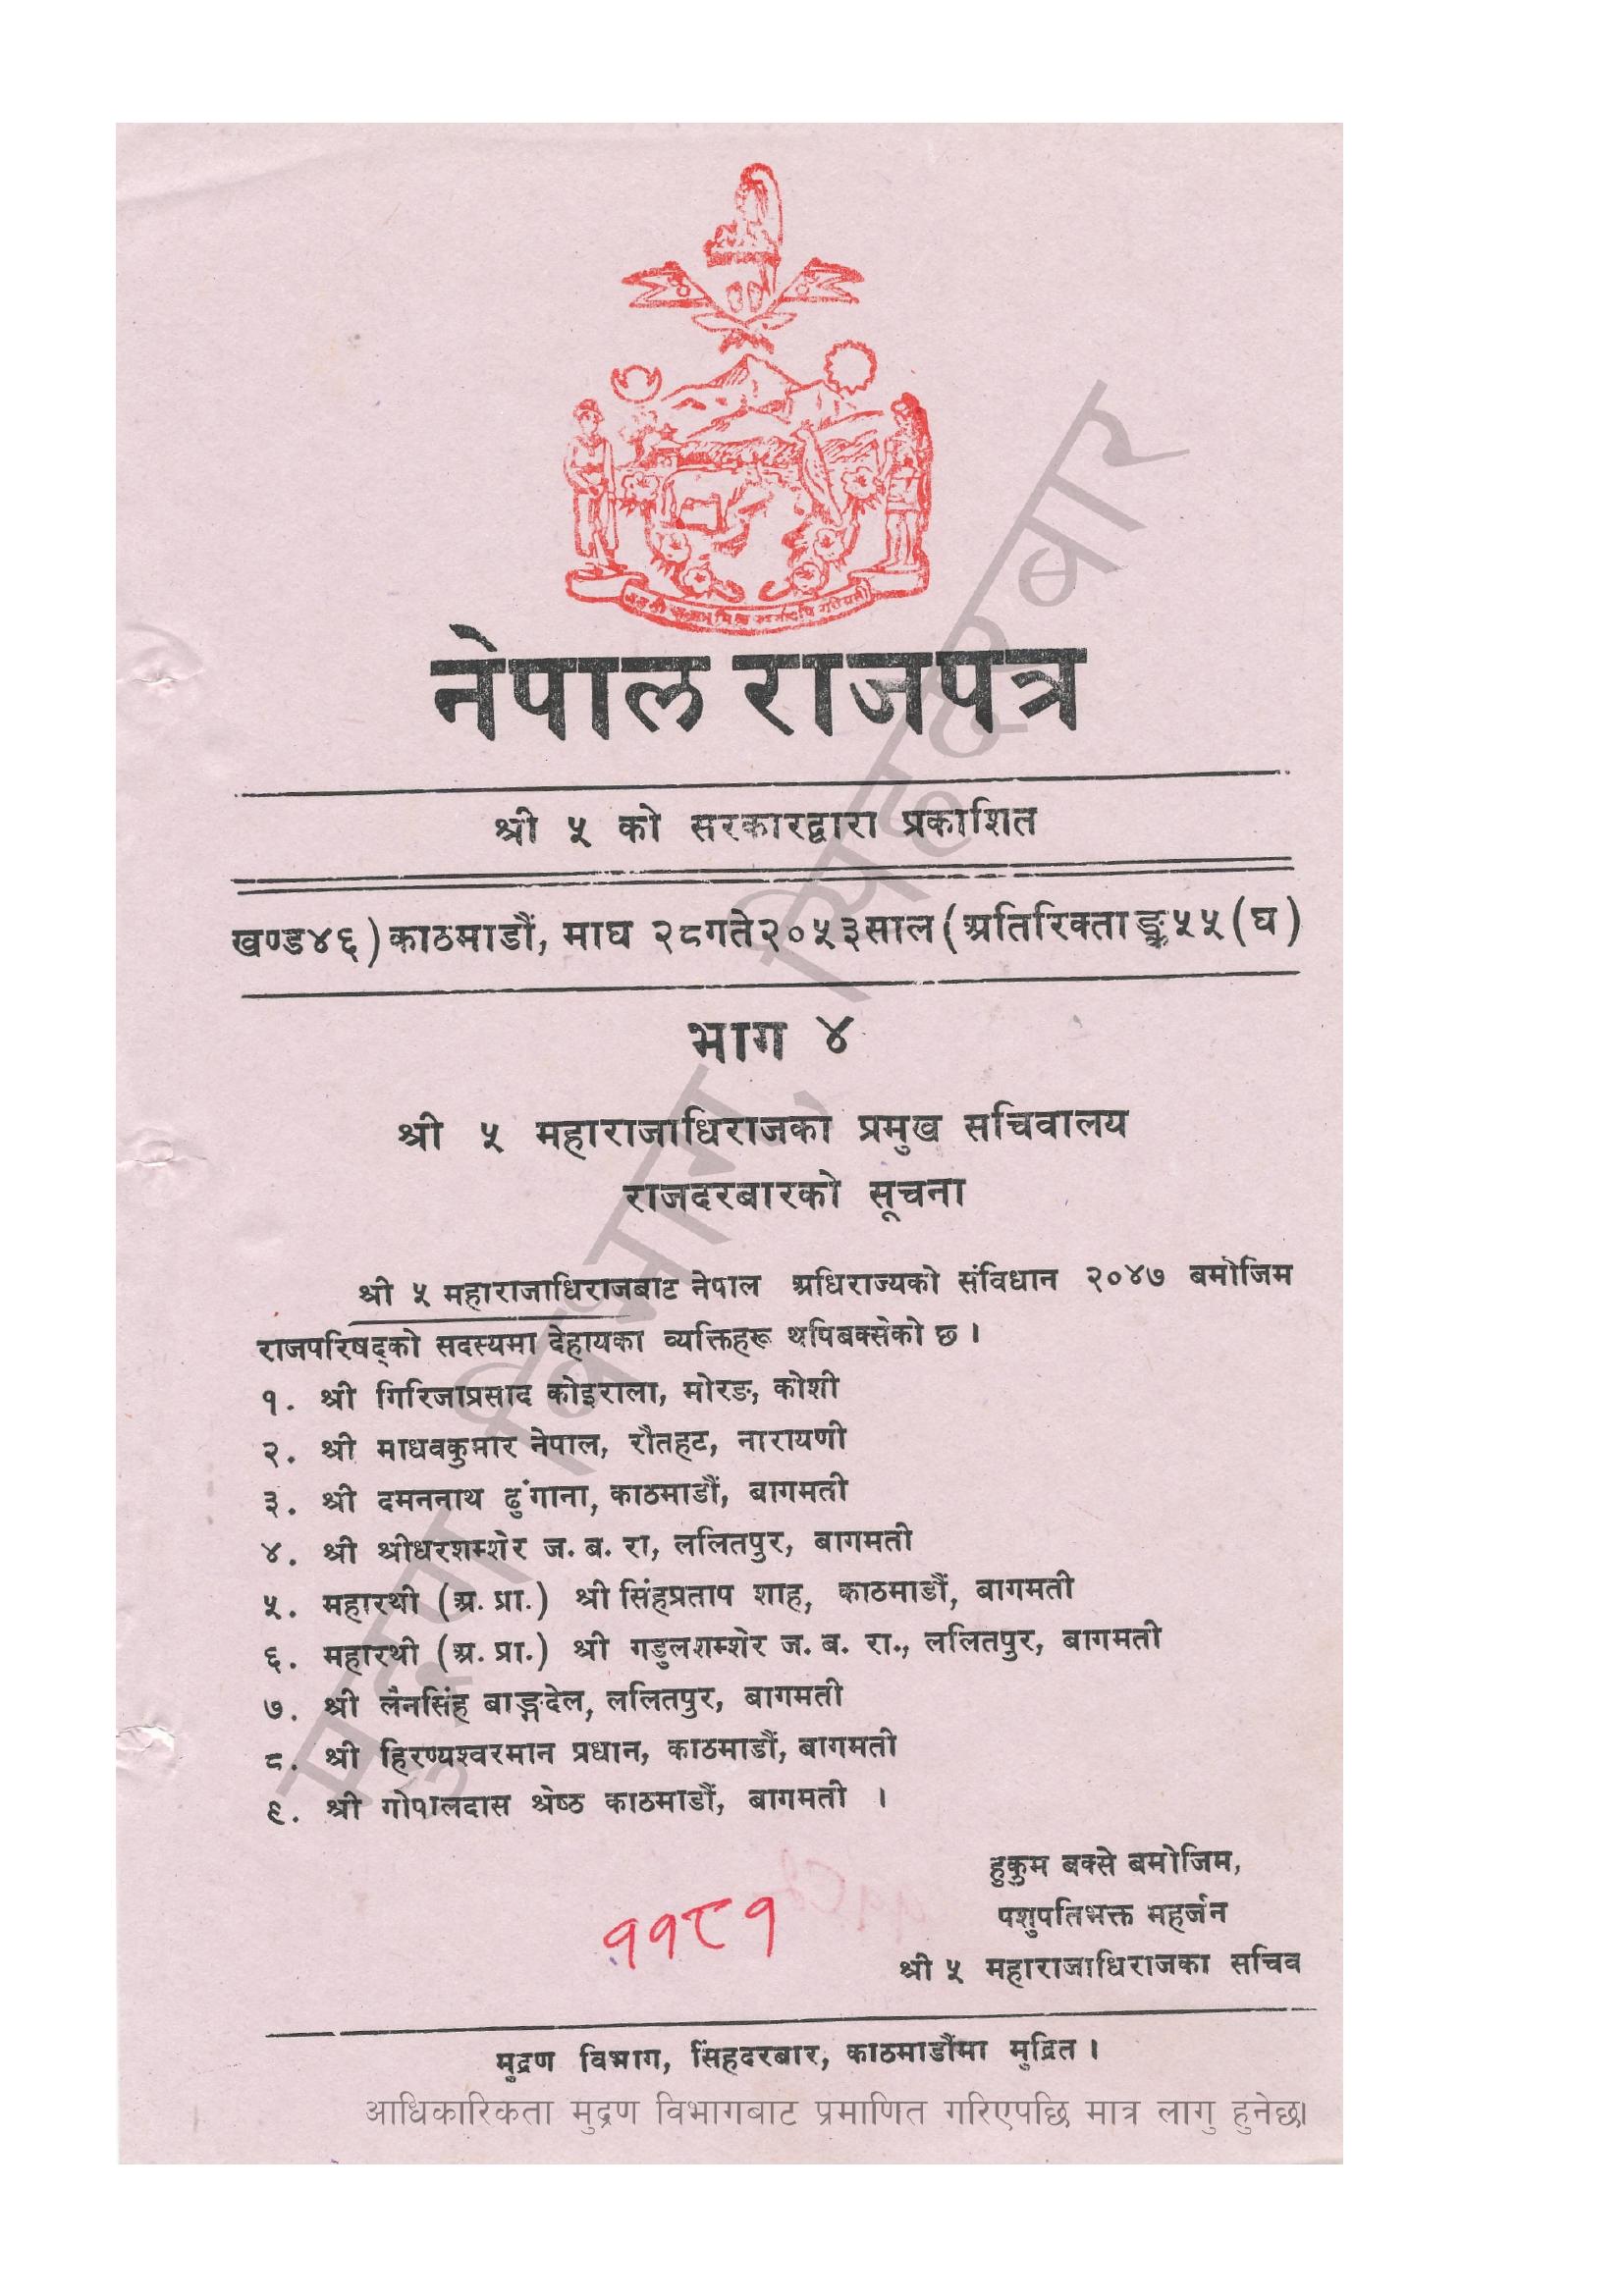 नेपाल राजपत्र
श्री ५ को सरकारद्वारा प्रकाशित
खण्ड४६) काठमाडौं, माघ २८गते२०५३साल (अतिरिक्ताङ्क५५(घ)
भाग ४
श्री ५ महाराजाधिराजका प्रमुख सचिवालय
राजदरबारको सूचना
श्री ५ महाराजाधिराजबाट नेपाल अधिराज्यको संविधान २०४७ बमोजिम
राजपरिषद्को सदस्यमा देहायका व्यक्तिहरू थपिबक्सेको छ ।
१. श्री गिरिजाप्रसाद कोइराला, मोरङ, कोशी
२. श्री माधवकुमार नेपाल, रौतहट, नारायणी
३. श्री दमननाथ ढुंगाना, काठमाडौं, बागमती
४. श्री श्रीधरशम्शेर ज. ब. रा, ललितपुर, बागमती
५. महारथी (अ. प्रा.) श्री सिंहप्रताप शाह, काठमाडौं, बागमती
६. महारथी (अ. प्रा.) श्री गडुलशम्शेर ज. ब. रा., ललितपुर, बागमती
७. श्री लैनसिंह बाङ्गदेल, ललितपुर, बागमती
८. श्री हिरण्यश्वरमान प्रधान, काठमाडौं, बागमती
९. श्री गोपालदास श्रेष्ठ काठमाडौं, बागमती ।
हुकुम बक्से बमोजिम,
पशुपतिभक्त महर्जन
श्री ५ महाराजाधिराजका सचिव
११८१
मुद्रण विभाग, सिंहदरबार, काठमाडौंमा मुद्रित ।
आधिकारिकता मुद्रण विभागबाट प्रमाणित गरिएपछि मात्र लागु हुनेछ।
मुद्रण विभाग, सिंहदरबार